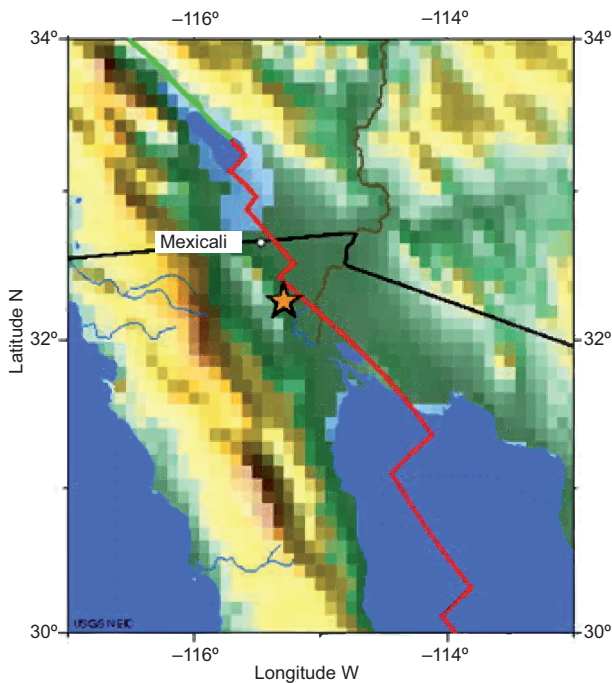 –116º
–114º
34º
34º
Mexicali
Latitude N
32º
32º
30º
30º
USGS NEIC
–116º
–114º
Longitude W